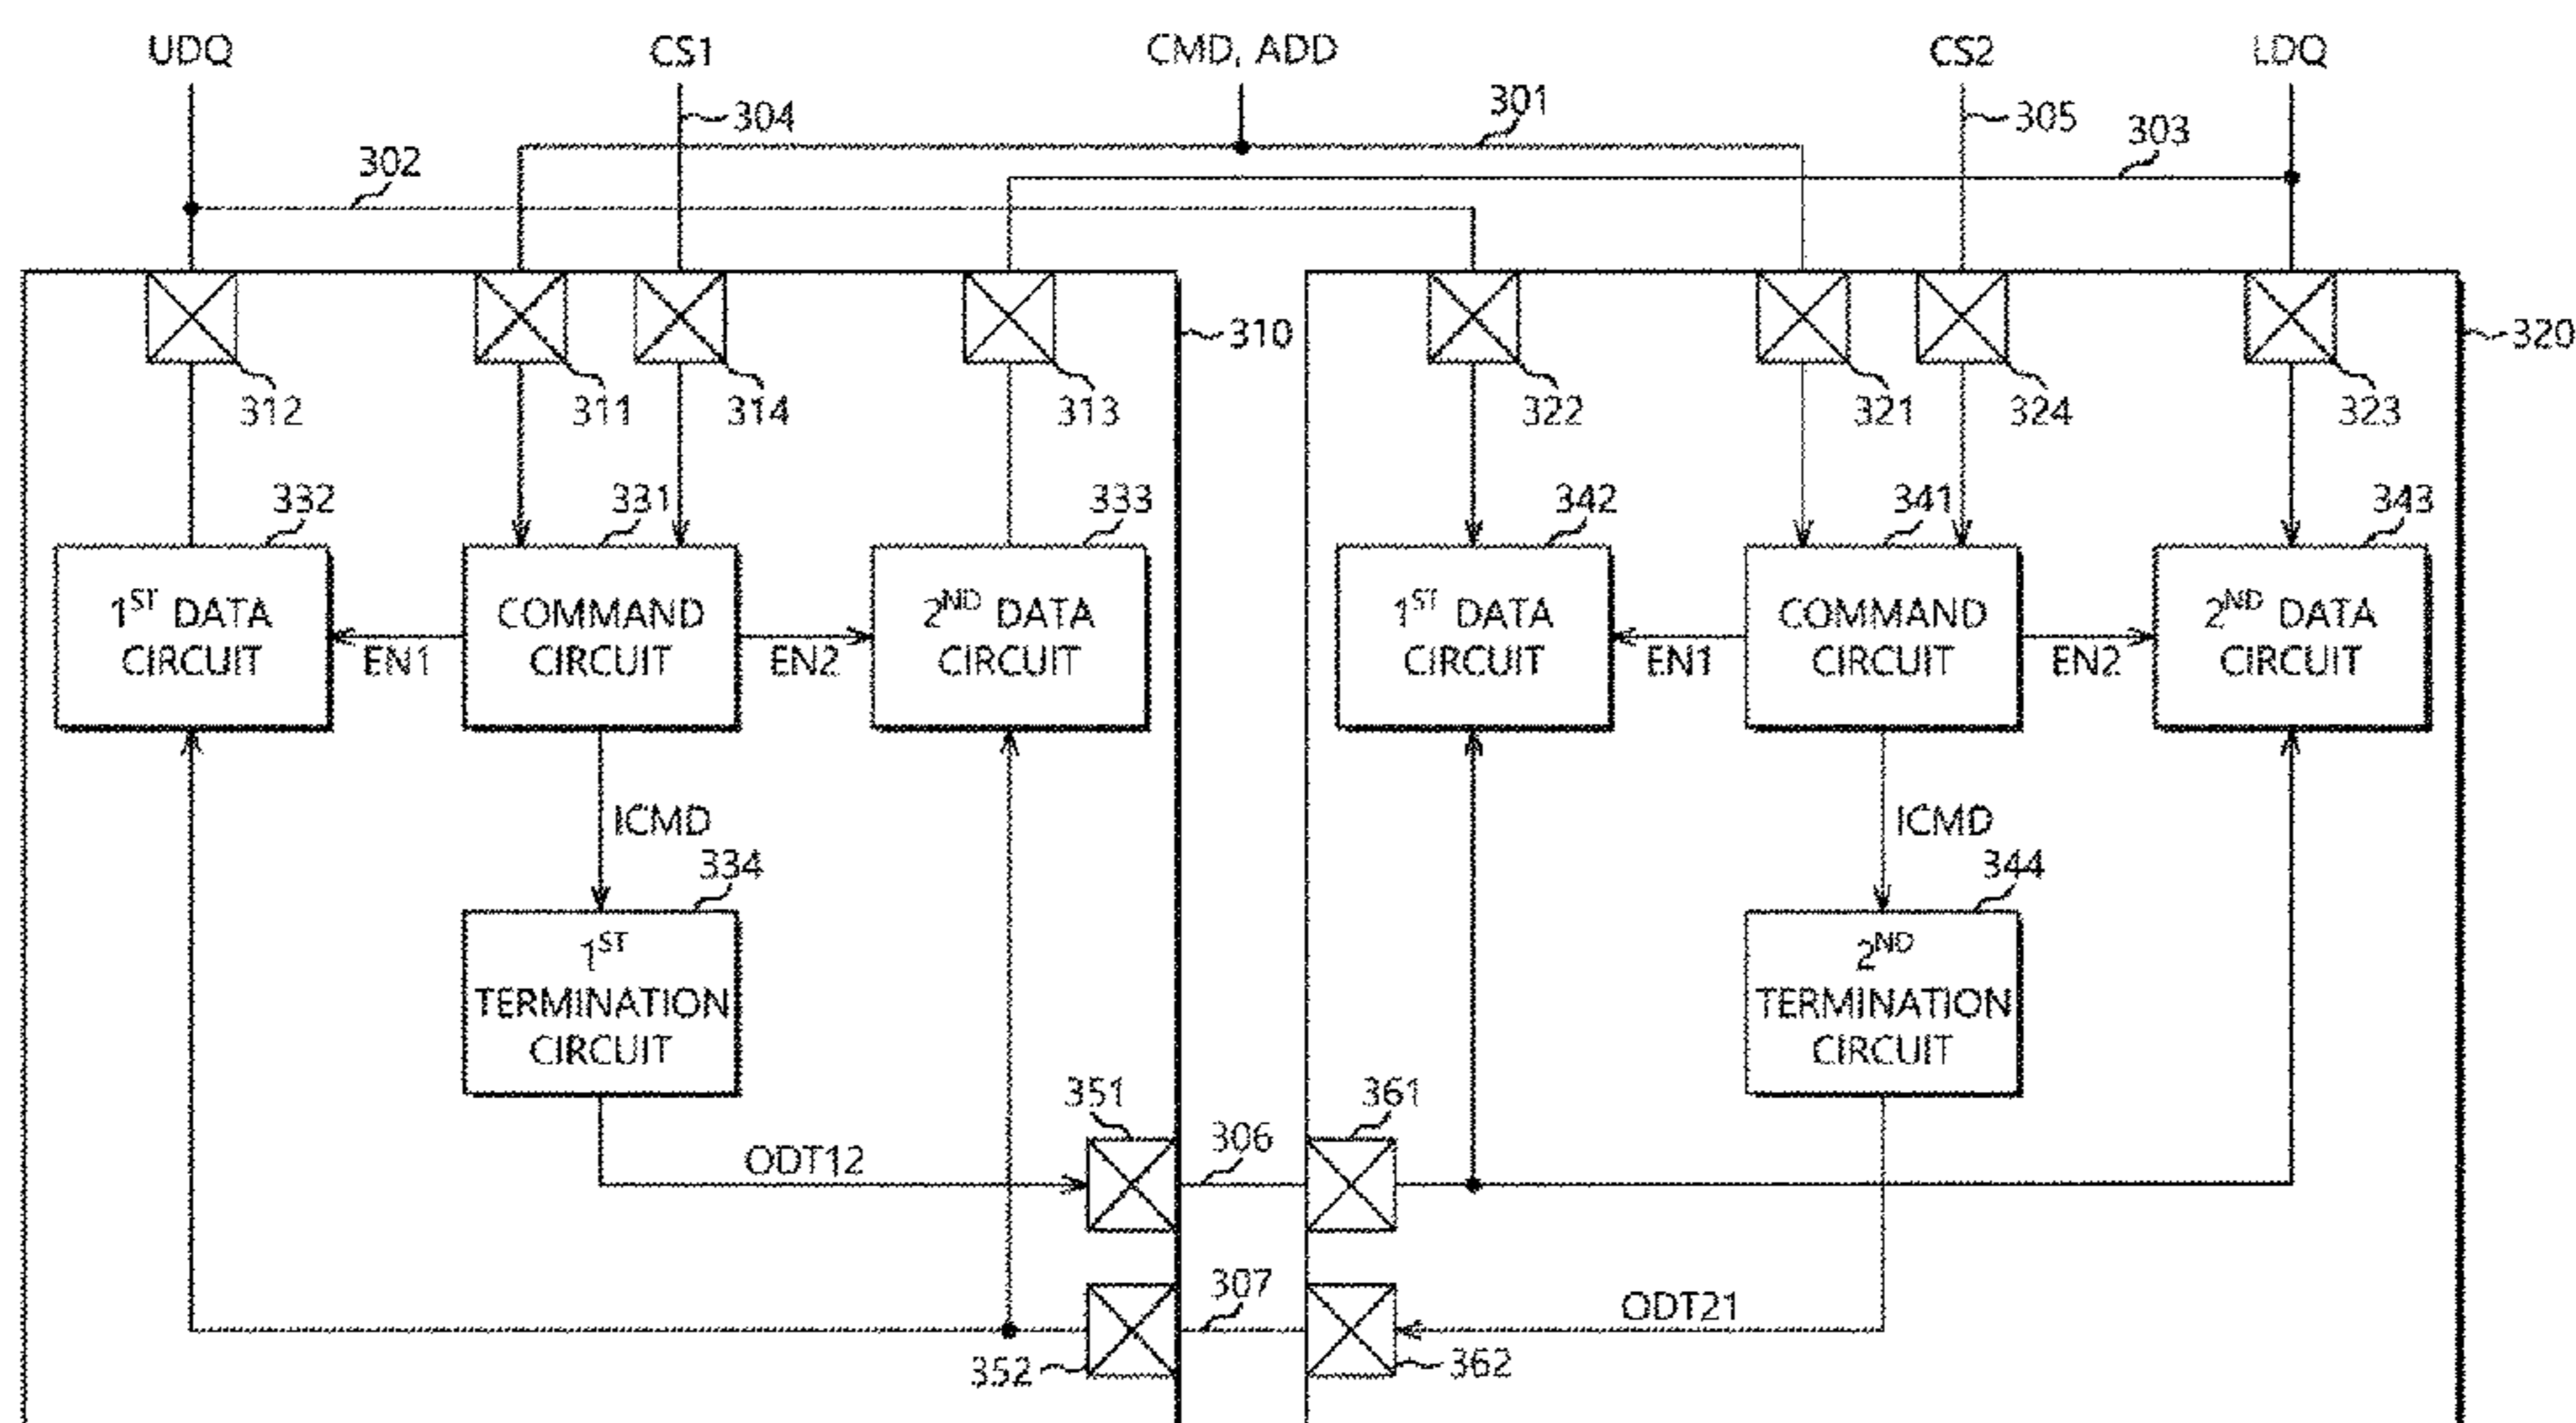 UDQ CS1 CMD, ADD CS2 LDQ
304 301 305 303
302
310 320
312 311 314 313 322 321 324 323
332 331 333 342 341 343
1ST DATA
CIRCUIT
EN1
COMMAND
CIRCUIT
EN2
2ND DATA
CIRCUIT
1ST DATA
CIRCUIT
EN1
COMMAND
CIRCUIT
EN2
2ND DATA
CIRCUIT
ICMD ICMD
334 344
1ST
TERMINATION
CIRCUIT
2ND
TERMINATION
CIRCUIT
351 361
306
ODT12
307
ODT21
352 362